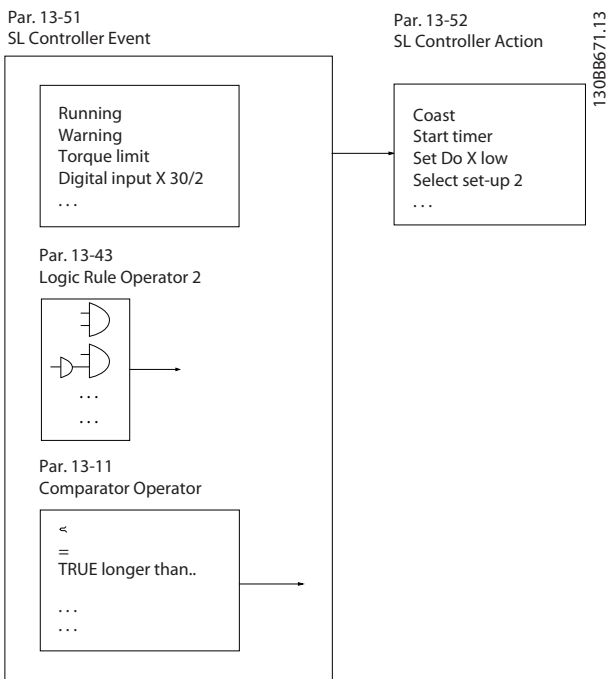 Par. 13-51
SL Controller Event
Par. 13-52
SL Controller Action
130BB671.13
Running
Warning
Torque limit
Digital input X 30/2
. . .
Coast
Start timer
Set Do X low
Select set-up 2
. . .
Par. 13-43
Logic Rule Operator 2
. . .
. . .
Par. 13-11
Comparator Operator
=
TRUE longer than..
. . .
. . .